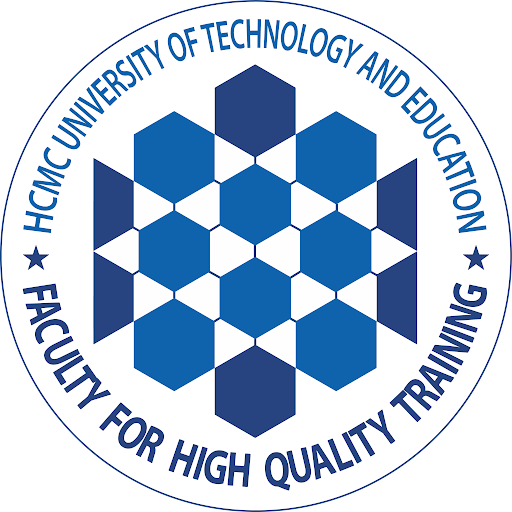 HCMC UNIVERSITY OF TECHNOLOGY AND EDUCATION
FACULTY FOR HIGH QUALITY TRAINING